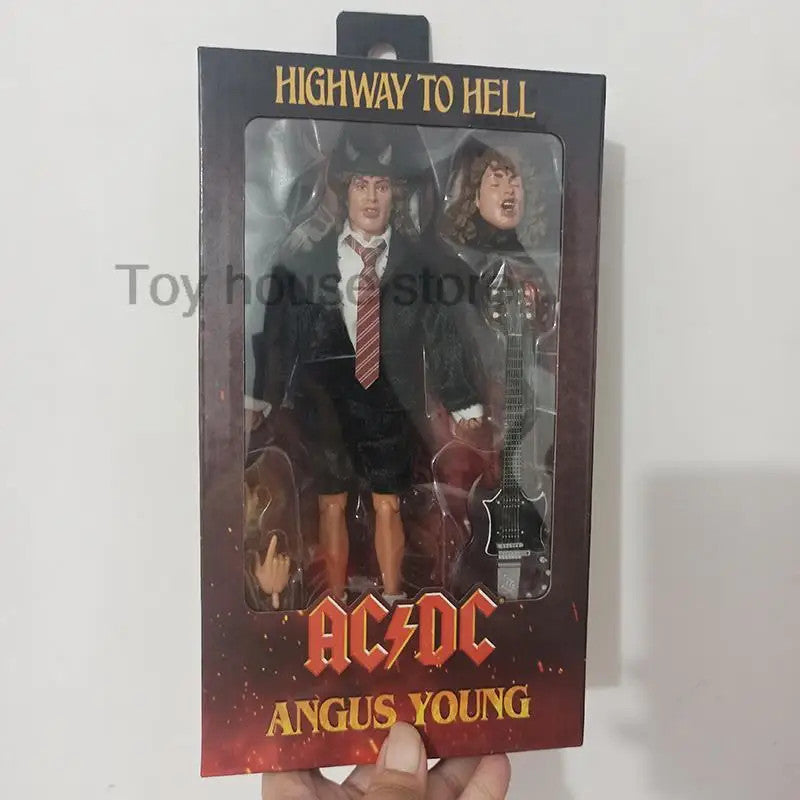 HIGHWAY TO HELL
Toy house store
AC⚡DC
ANGUS YOUNG